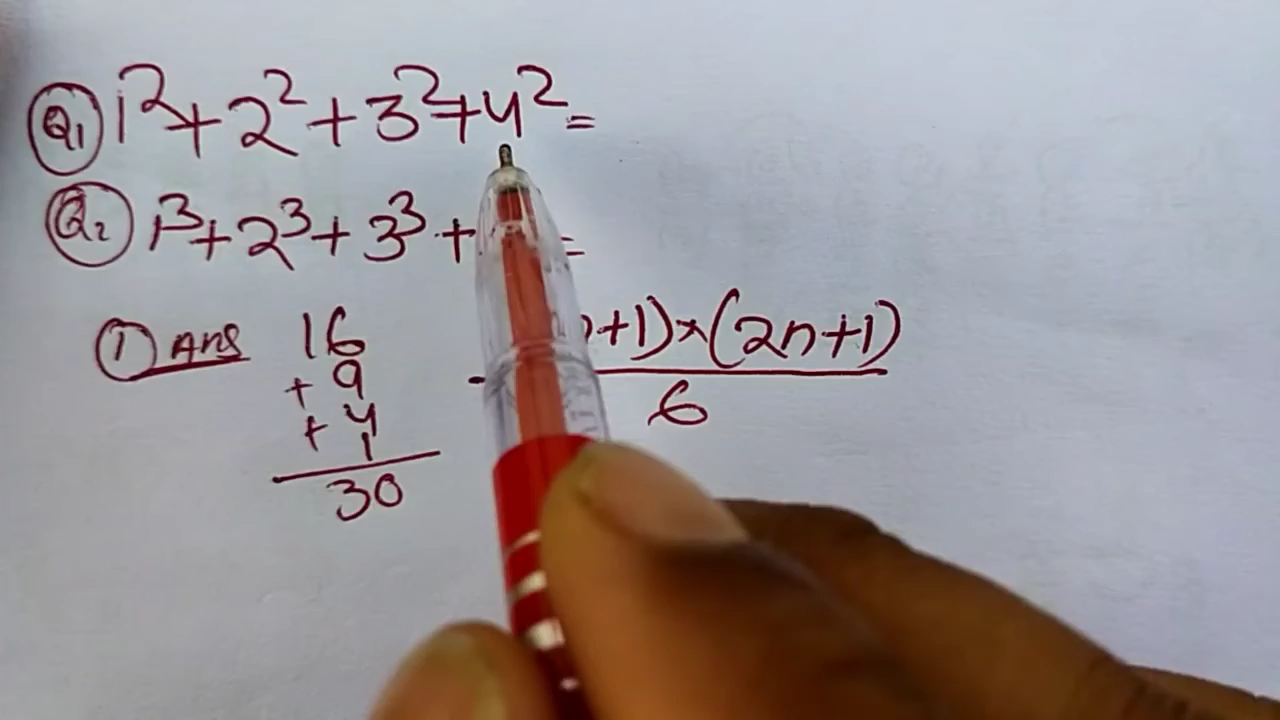 Q1 1² + 2² + 3² + 4² =
Q2 1³ + 2³ + 3³ + =
1) Ans
16
+ 9
+ 4
1
30
+1) × (2n+1)
6